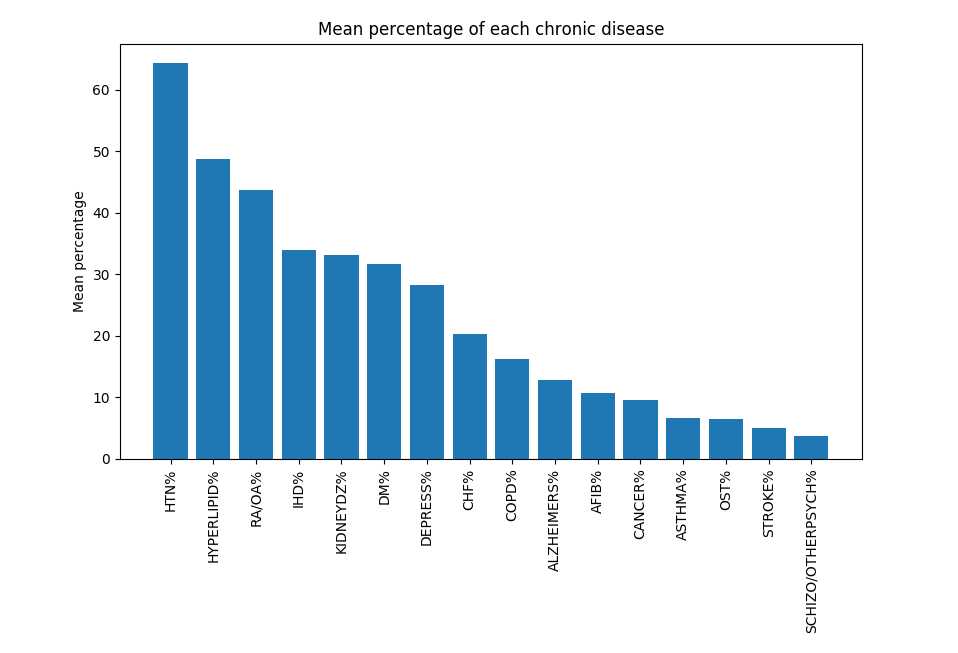 Mean percentage of each chronic disease
Mean percentage
60
50
40
30
20
10
0
HTN%
HYPERLIPID%
RA/OA%
IHD%
KIDNEYDZ%
DM%
DEPRESS%
CHF%
COPD%
ALZHEIMERS%
AFIB%
CANCER%
ASTHMA%
OST%
STROKE%
SCHIZO/OTHERPSYCH%